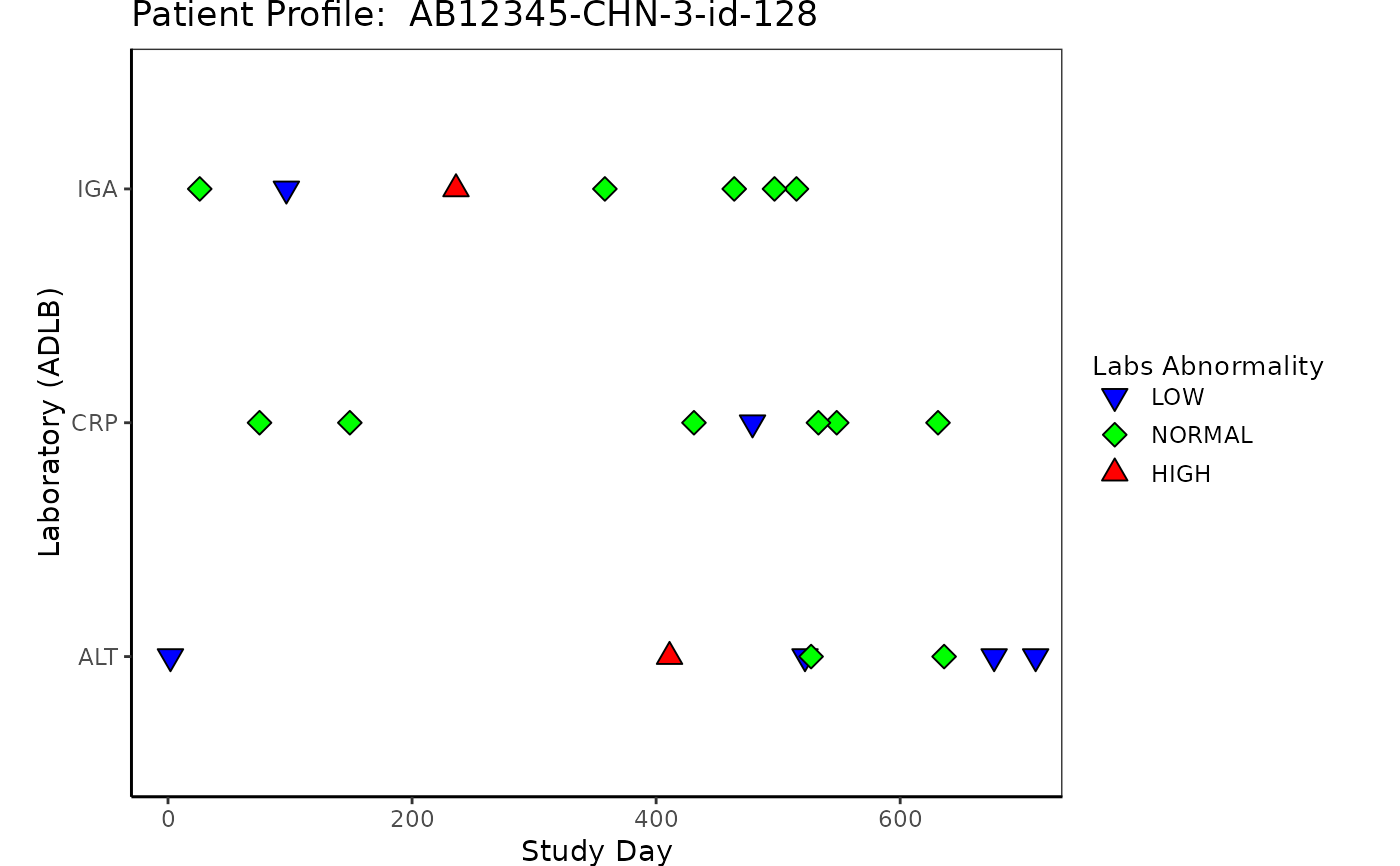 Patient Profile:  AB12345-CHN-3-id-128
IGA
CRP
ALT
Laboratory (ADLB)
0
200
400
600
Study Day
Labs Abnormality
LOW
NORMAL
HIGH